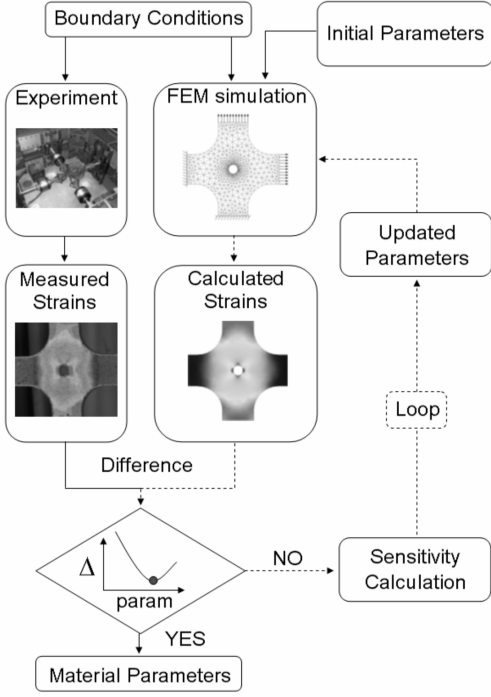 Boundary Conditions
Initial Parameters
Experiment
FEM simulation
Updated
Parameters
Measured
Strains
Calculated
Strains
Loop
Difference
Δ
param
NO
Sensitivity
Calculation
YES
Material Parameters